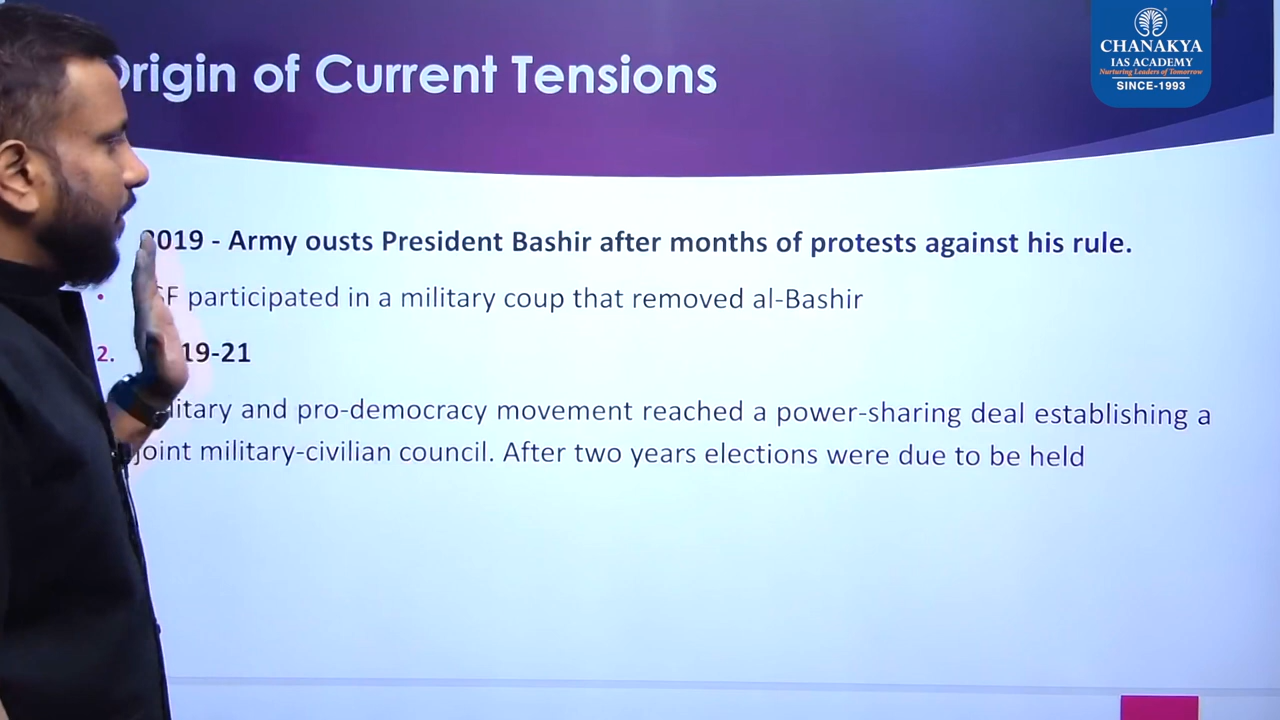 Origin of Current Tensions
CHANAKYA
IAS ACADEMY
Nurturing Leaders of Tomorrow
SINCE-1993
2019 - Army ousts President Bashir after months of protests against his rule.
participated in a military coup that removed al-Bashir
2. 19-21
and pro-democracy movement reached a power-sharing deal establishing a
joint military-civilian council. After two years elections were due to be held